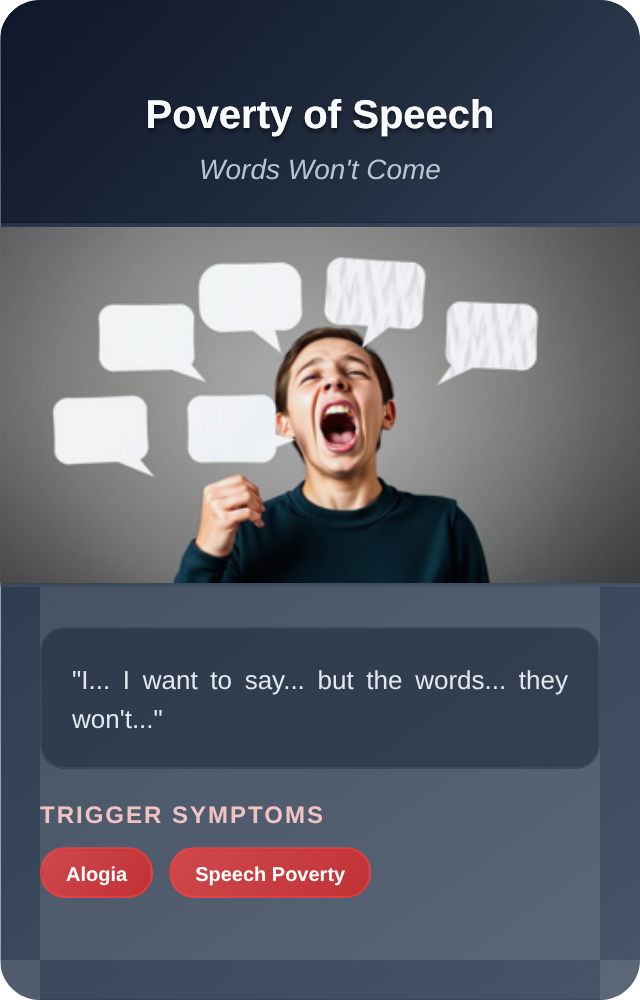 Poverty of Speech
Words Won't Come
"I... I want to say... but the words... they
won't..."
TRIGGER SYMPTOMS
Alogia
Speech Poverty